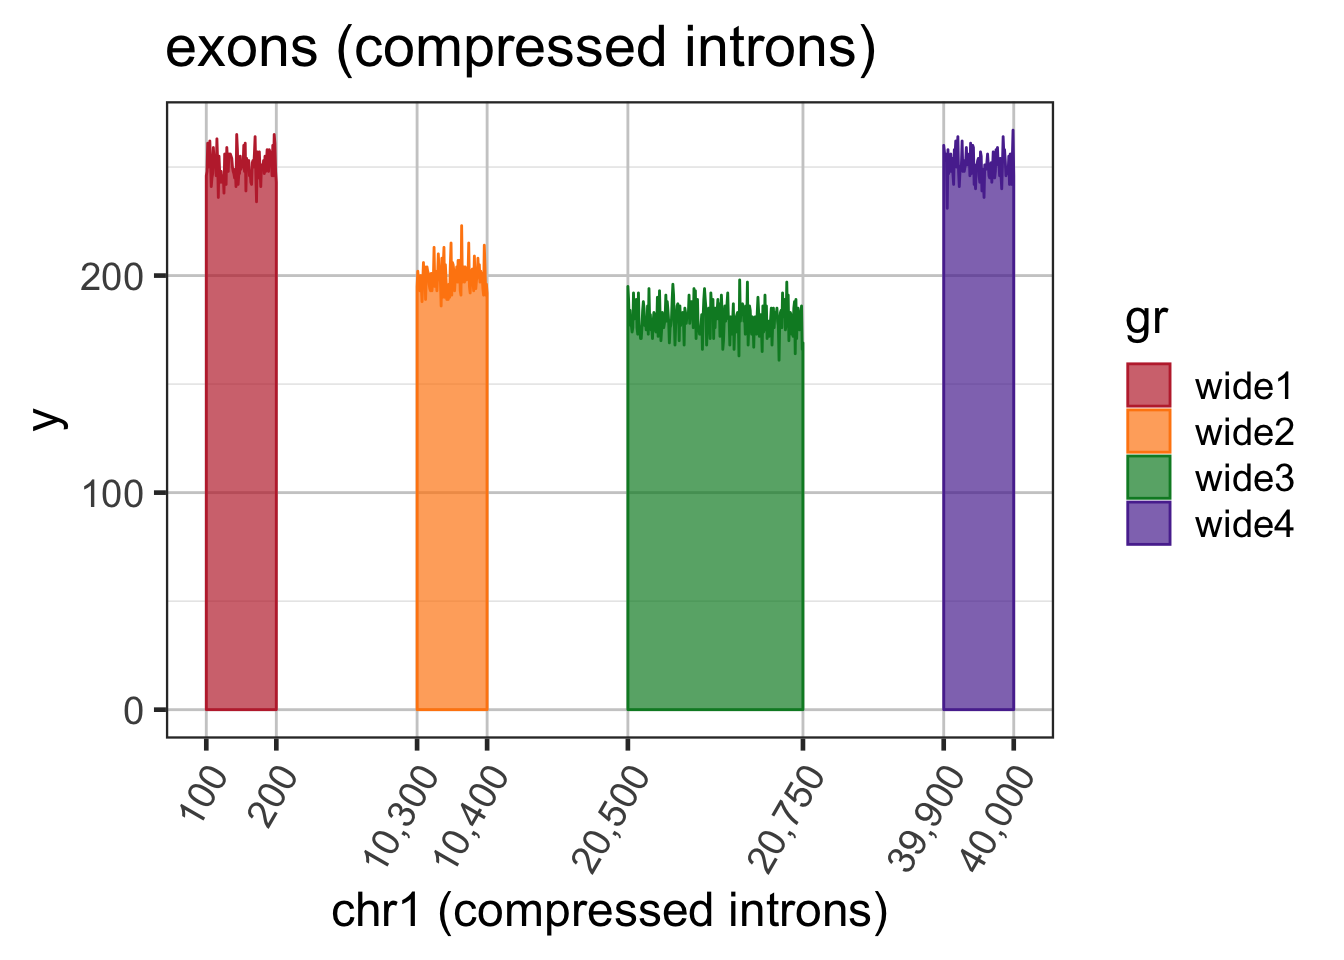 exons (compressed introns)
y
200
100
0
100
200
10,300
10,400
20,500
20,750
39,900
40,000
chr1 (compressed introns)
gr
wide1
wide2
wide3
wide4